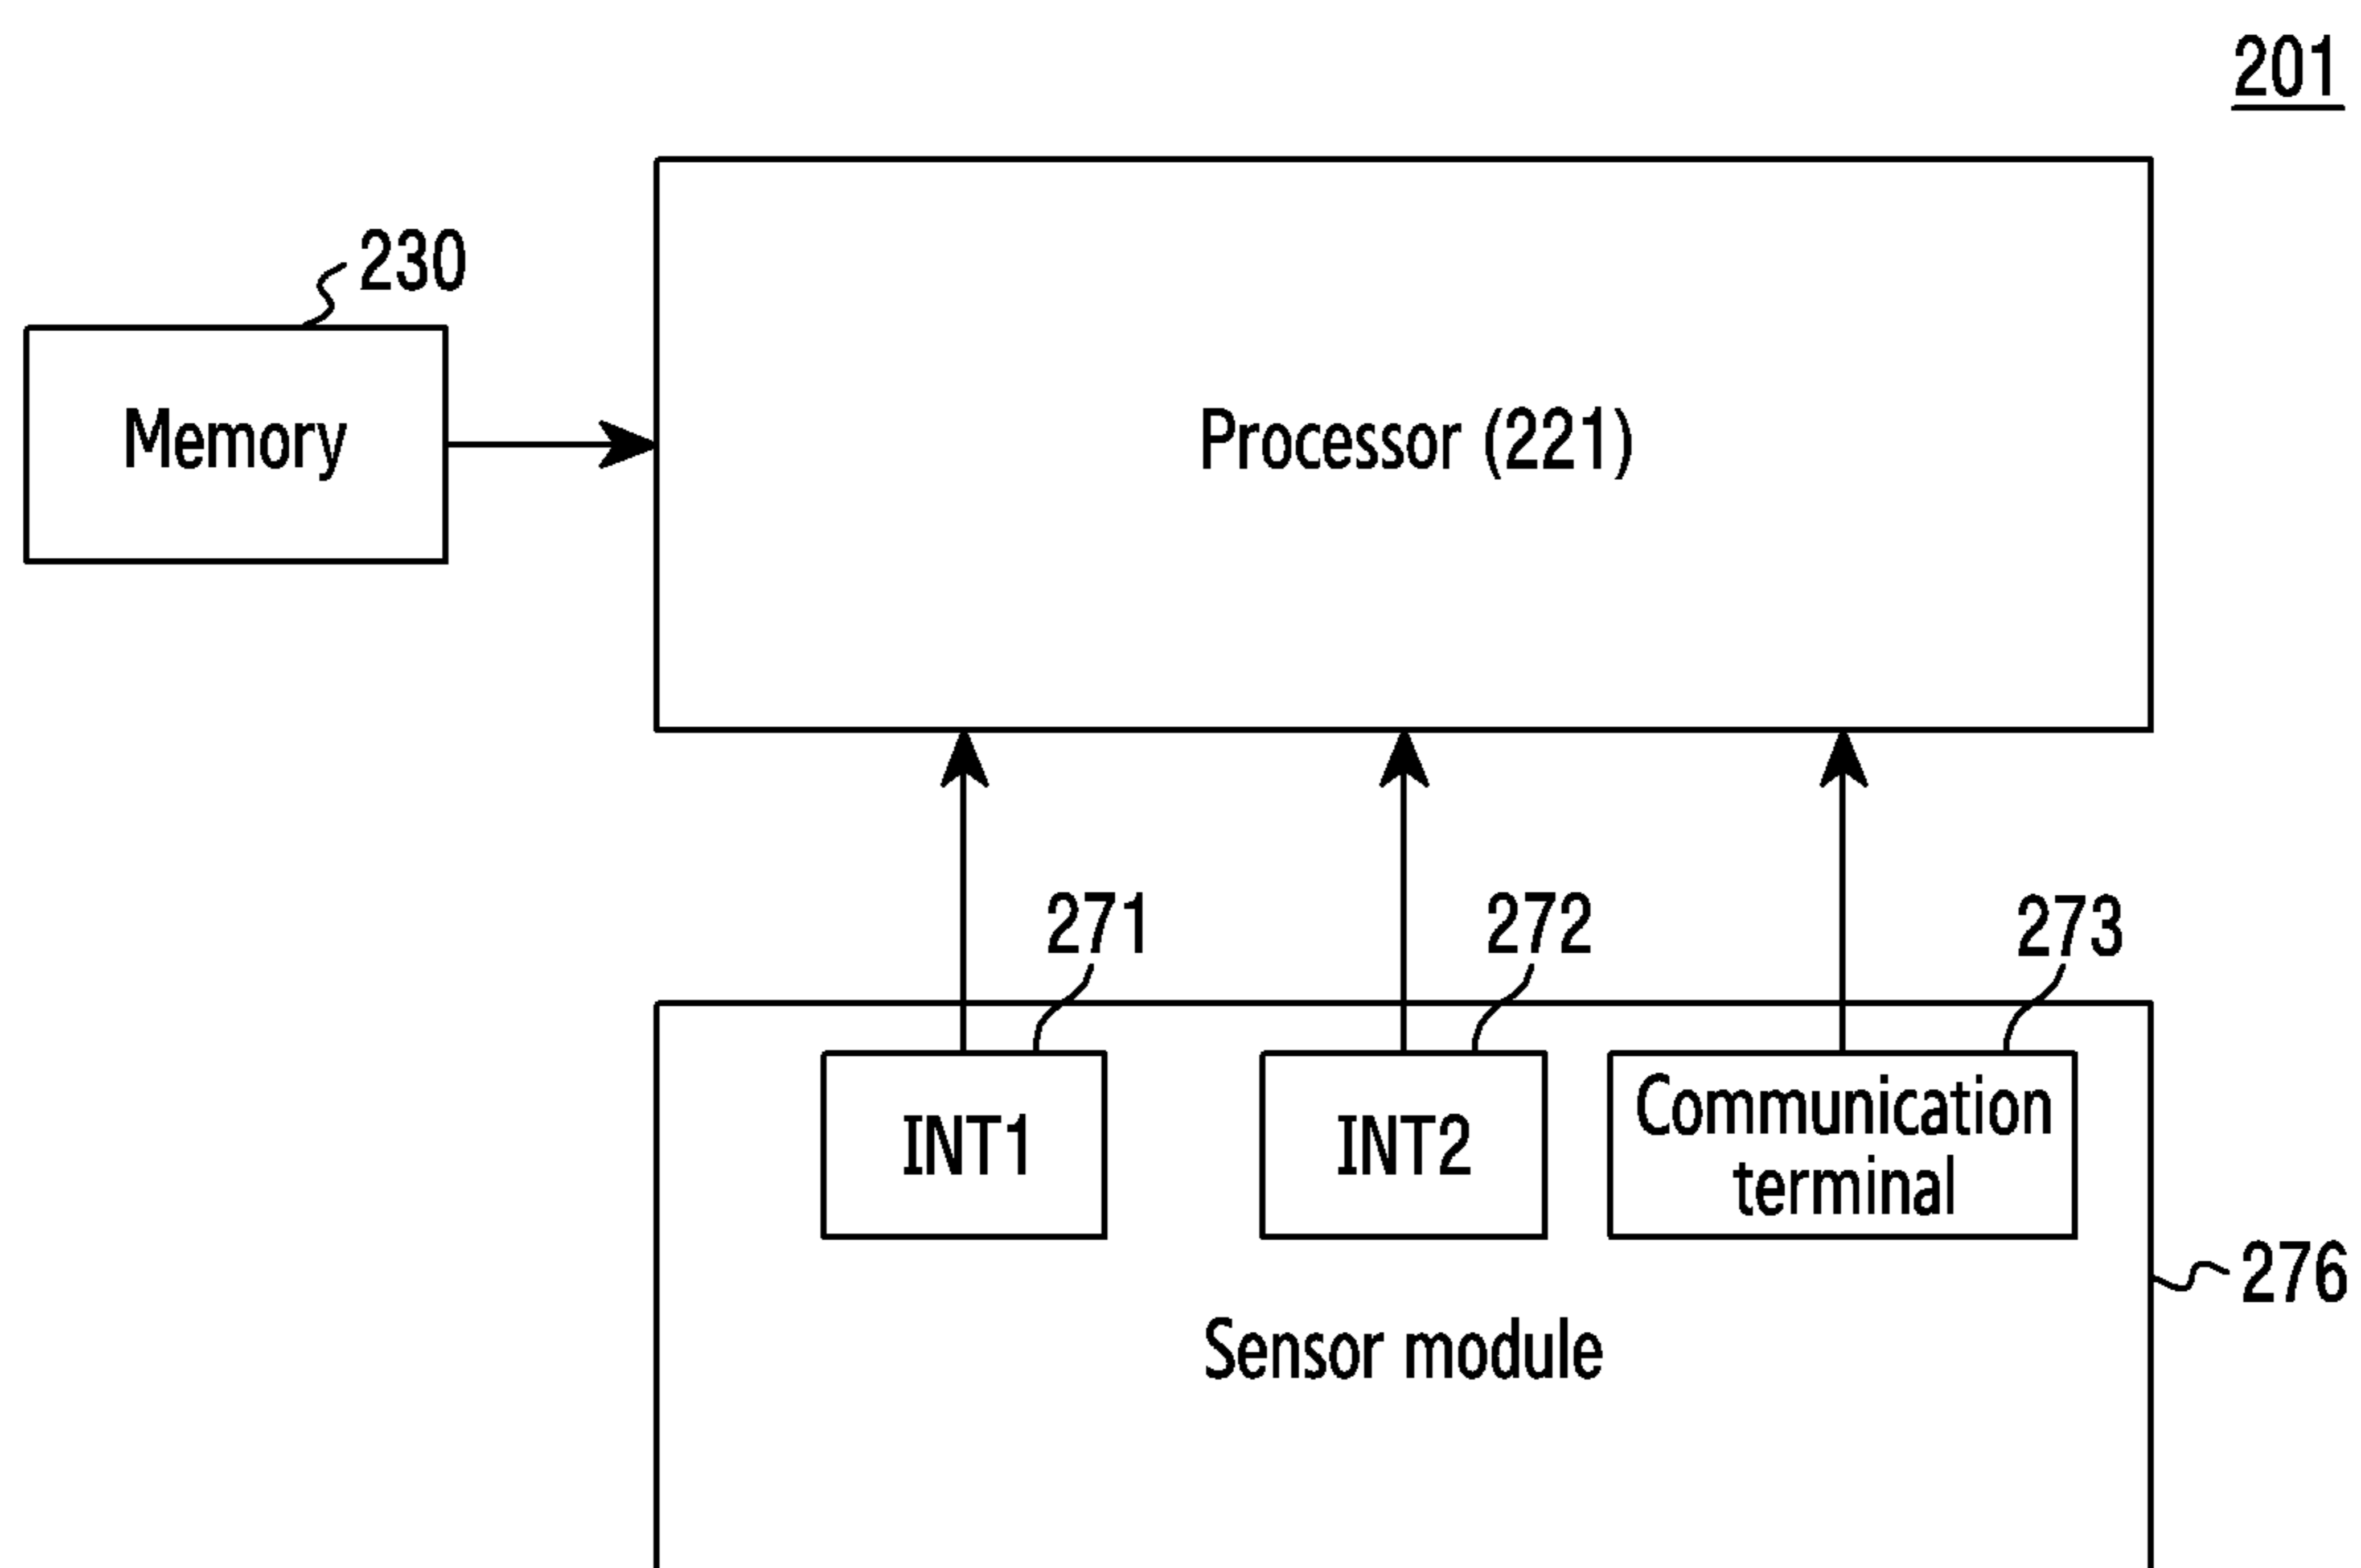 201
230
Memory
Processor (221)
271
272
273
INT1
INT2
Communication
terminal
276
Sensor module